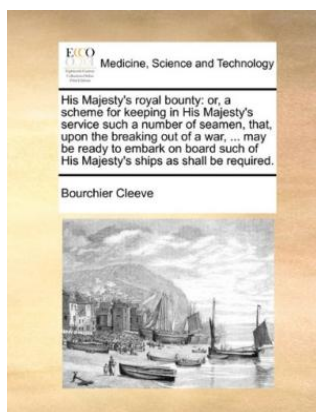 ECCO
Medicine, Science and Technology
His Majesty's royal bounty: or, a
scheme for keeping in His Majesty's
service such a number of seamen, that,
upon the breaking out of a war, ... may
be ready to embark on board such of
His Majesty's ships as shall be required.
Bourchier Cleeve